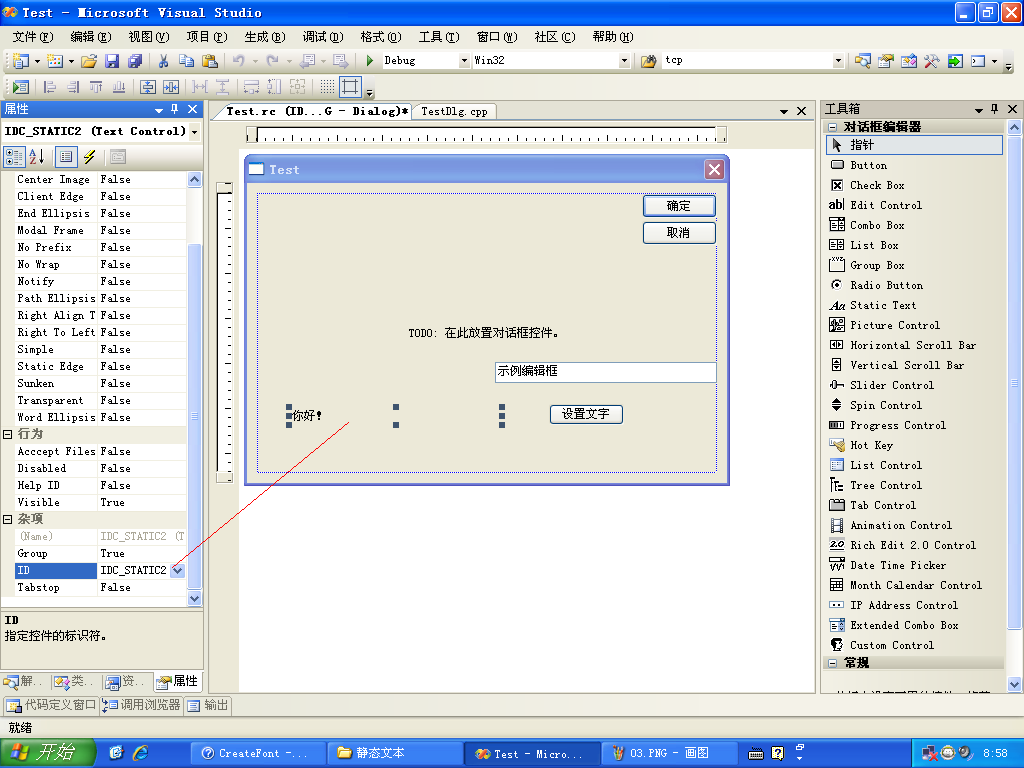 Test - Microsoft Visual Studio
文件(F) 编辑(E) 视图(V) 项目(P) 生成(B) 调试(D) 格式(O) 工具(T) 窗口(W) 社区(C) 帮助(H)
Debug Win32 tcp
属性
IDC_STATIC2 (Text Control)
Center Image False
Client Edge False
End Ellipsis False
Modal Frame False
No Prefix False
No Wrap False
Notify False
Path Ellipsis False
Right Align T False
Right To Left False
Simple False
Static Edge False
Sunken False
Transparent False
Word Ellipsis False
行为
Acccept Files False
Disabled False
Help ID False
Visible True
杂项
(Name) IDC_STATIC2 (T
Group True
ID IDC_STATIC2
Tabstop False
ID
指定控件的标识符。
解.. 类.. 资.. 属性
代码定义窗口 调用浏览器 输出
Test.rc (ID...G - Dialog)* TestDlg.cpp
Test
确定
取消
TODO: 在此放置对话框控件。
示例编辑框
你好!
设置文字
工具箱
对话框编辑器
指针
Button
Check Box
Edit Control
Combo Box
List Box
Group Box
Radio Button
Static Text
Picture Control
Horizontal Scroll Bar
Vertical Scroll Bar
Slider Control
Spin Control
Progress Control
Hot Key
List Control
Tree Control
Tab Control
Animation Control
Rich Edit 2.0 Control
Date Time Picker
Month Calendar Control
IP Address Control
Extended Combo Box
Custom Control
常规
就绪
开始 CreateFont -... 静态文本 Test - Micro... 03.PNG - 画图 8:58